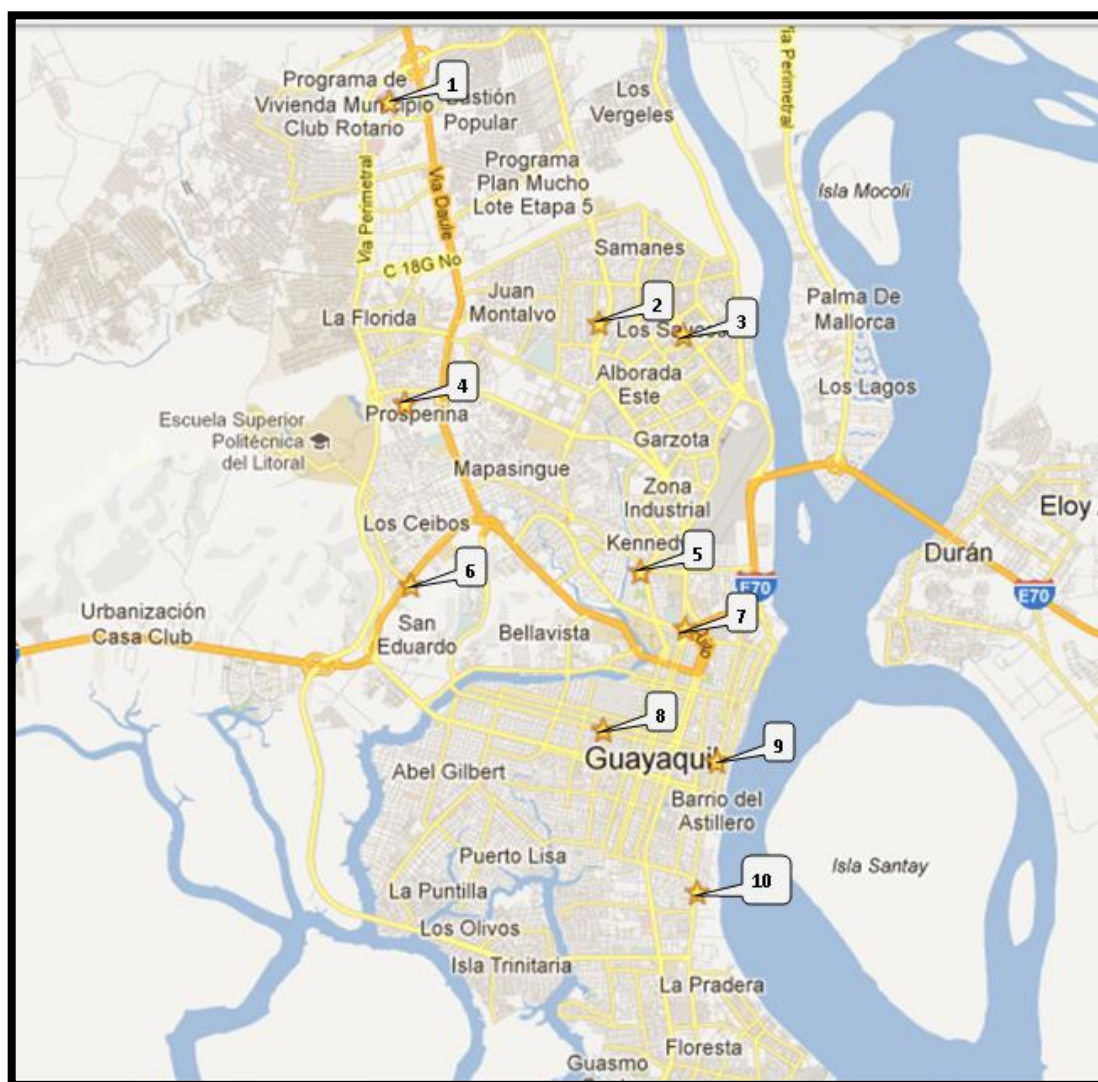 1
Programa de
Vivienda Municipio
Club Rotario
Bastión
Popular
Los
Vergeles
Vía Perimetral
Isla Mocoli
Programa
Plan Mucho
Lote Etapa 5
Vía Daule
Vía Perimetral
Samanes
C 18G No
Juan
Montalvo
La Florida
2
Los
3
Palma De
Mallorca
Alborada
Este
Los Lagos
4
Prosperina
Escuela Superior
Politécnica
del Litoral
Garzota
Mapasingue
Zona
Industrial
Eloy
Los Ceibos
Kennedy
5
Durán
6
E70
E70
Urbanización
Casa Club
San
Eduardo
Bellavista
7
8
Guayaquil
9
Abel Gilbert
Barrio del
Astillero
Puerto Lisa
Isla Santay
10
La Puntilla
Los Olivos
Isla Trinitaria
La Pradera
Floresta
Guasmo